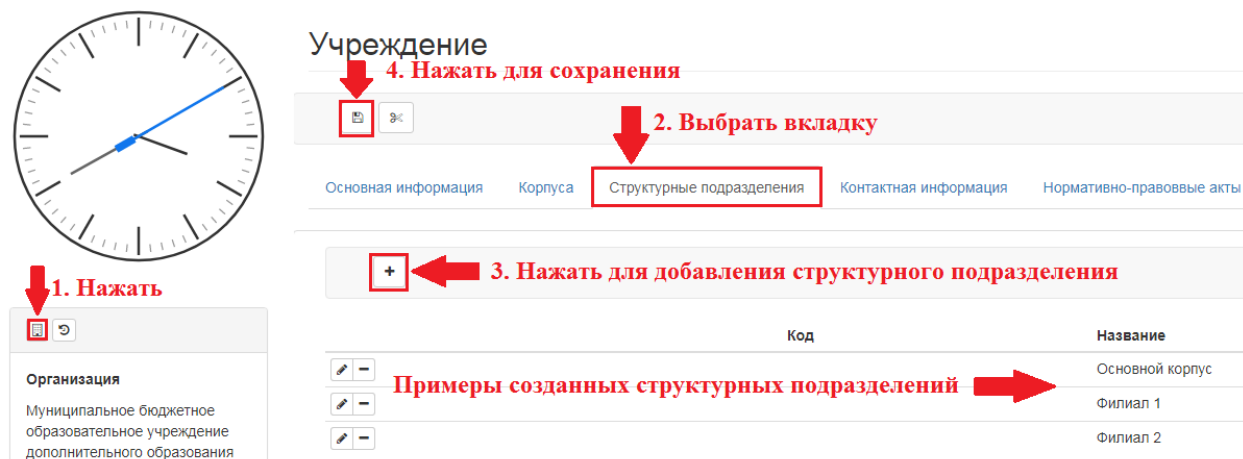 Учреждение
4. Нажать для сохранения
2. Выбрать вкладку
Основная информация Корпуса Структурные подразделения Контактная информация Нормативно-правоввые акты
3. Нажать для добавления структурного подразделения
1. Нажать
Организация
Муниципальное бюджетное
образовательное учреждение
дополнительного образования
Код Название
Основной корпус
Примеры созданных структурных подразделений
Филиал 1
Филиал 2